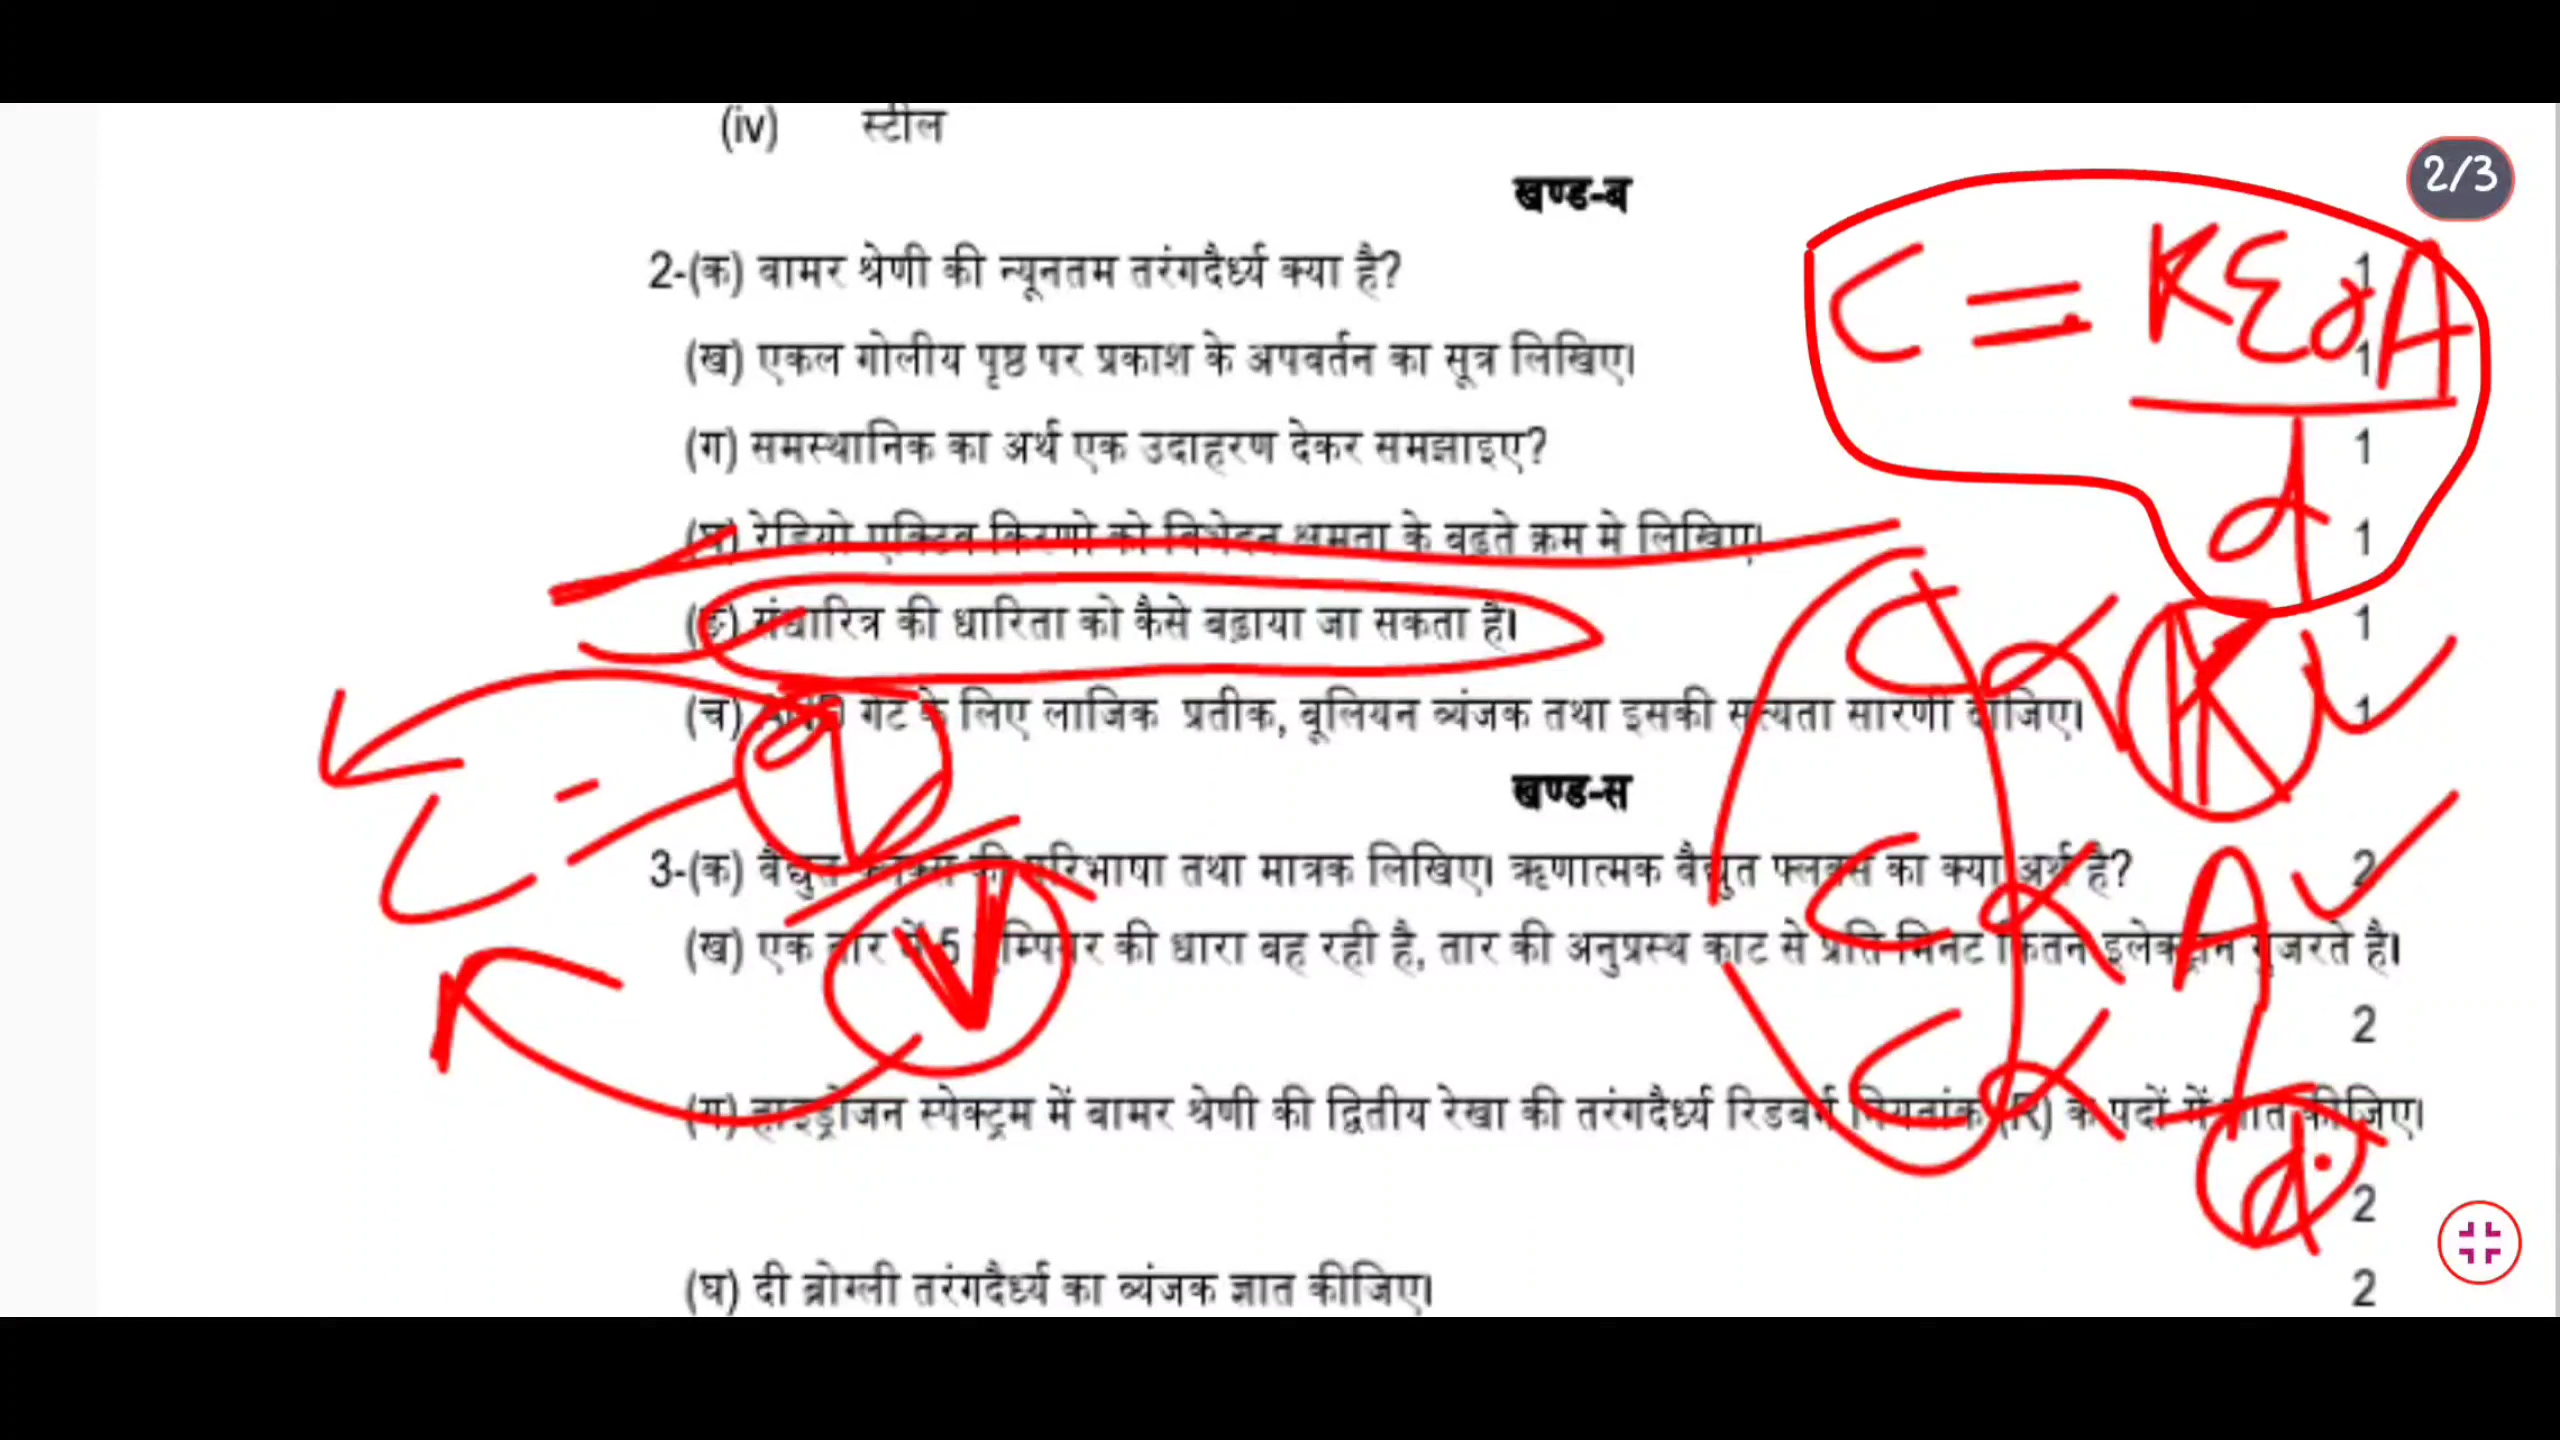 (iv) स्टील
2/3
खण्ड-ब
2-(क) वामर श्रेणी की न्यूनतम तरंगदैर्ध्य क्या है? 1
(ख) एकल गोलीय पृष्ठ पर प्रकाश के अपवर्तन का सूत्र लिखिए। 1
C = Kε0A
d
(ग) समस्थानिक का अर्थ एक उदाहरण देकर समझाइए? 1
(घ) रेडियो एक्टिव किरणो को विभेदन क्षमता के बढ़ते क्रम मे लिखिए। 1
(ङ) संधारित्र की धारिता को कैसे बढ़ाया जा सकता है। 1
C ∝ K
(च) गेट के लिए लाजिक प्रतीक, बूलियन व्यंजक तथा इसकी सत्यता सारणी दीजिए। 1
C = q
V
खण्ड-स
3-(क) वैद्युत की परिभाषा तथा मात्रक लिखिए। ऋणात्मक वैद्युत फ्लक्स का क्या अर्थ है? 2
C ∝ A
(ख) एक तार में 5 एम्पियर की धारा बह रही है, तार की अनुप्रस्थ काट से प्रति मिनट कितने इलेक्ट्रान गुजरते है।
2
C ∝ 1
d
(ग) हाइड्रोजन स्पेक्ट्रम में बामर श्रेणी की द्वितीय रेखा की तरंगदैर्ध्य रिडबर्ग नियतांक (R) के पदों में ज्ञात कीजिए।
2
(घ) दी ब्रोग्ली तरंगदैर्ध्य का व्यंजक ज्ञात कीजिए। 2